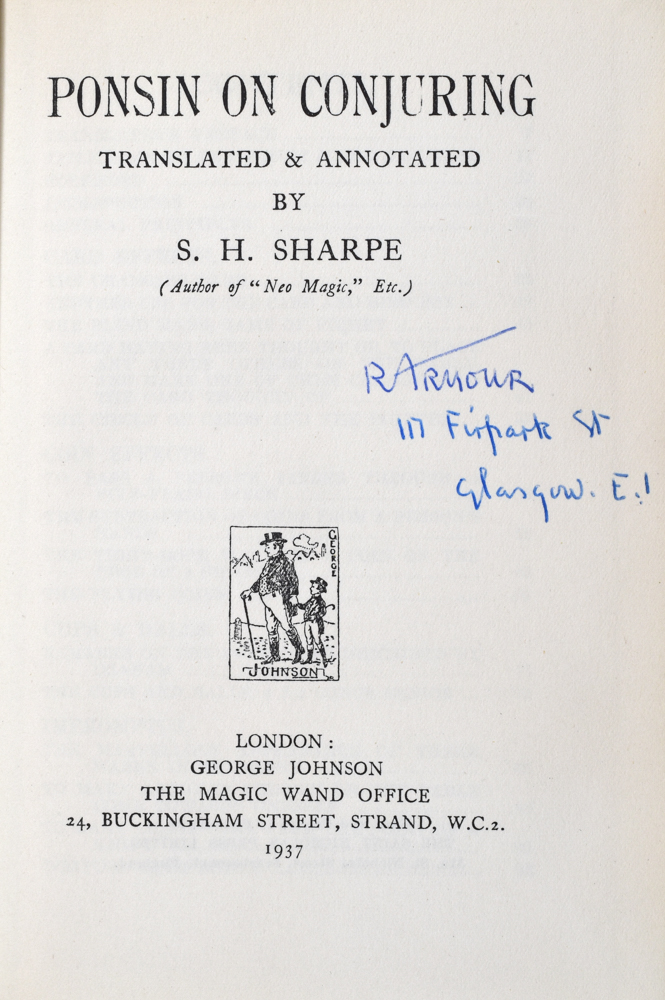 PONSIN ON CONJURING
TRANSLATED & ANNOTATED
BY
S. H. SHARPE
(Author of "Neo Magic," Etc.)
R ARMOUR
117 Firpark St
Glasgow. E.1
GEORGE
JOHNSON
LONDON:
GEORGE JOHNSON
THE MAGIC WAND OFFICE
24, BUCKINGHAM STREET, STRAND, W.C.2.
1937